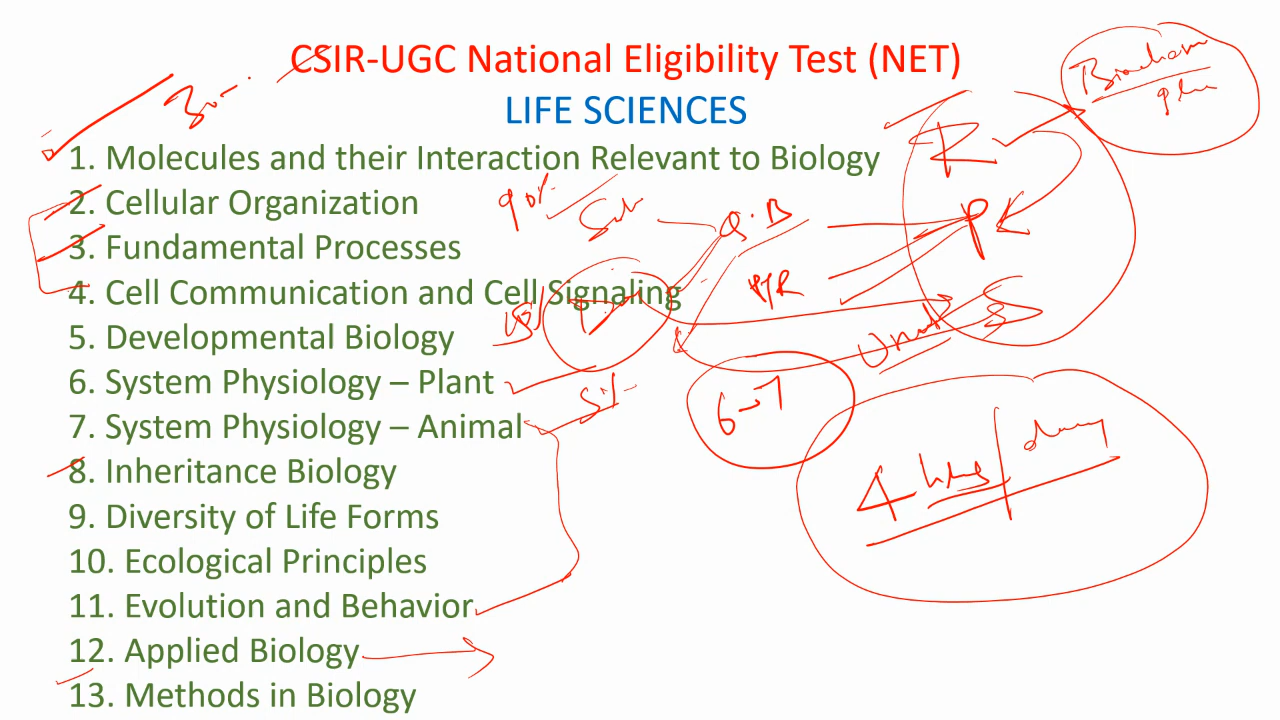 CSIR-UGC National Eligibility Test (NET)
LIFE SCIENCES
1. Molecules and their Interaction Relevant to Biology
2. Cellular Organization
3. Fundamental Processes
4. Cell Communication and Cell Signaling
5. Developmental Biology
6. System Physiology – Plant
7. System Physiology – Animal
8. Inheritance Biology
9. Diversity of Life Forms
10. Ecological Principles
11. Evolution and Behavior
12. Applied Biology
13. Methods in Biology
R
90%
Q.B
P
P/R
S
5%
6-7
4